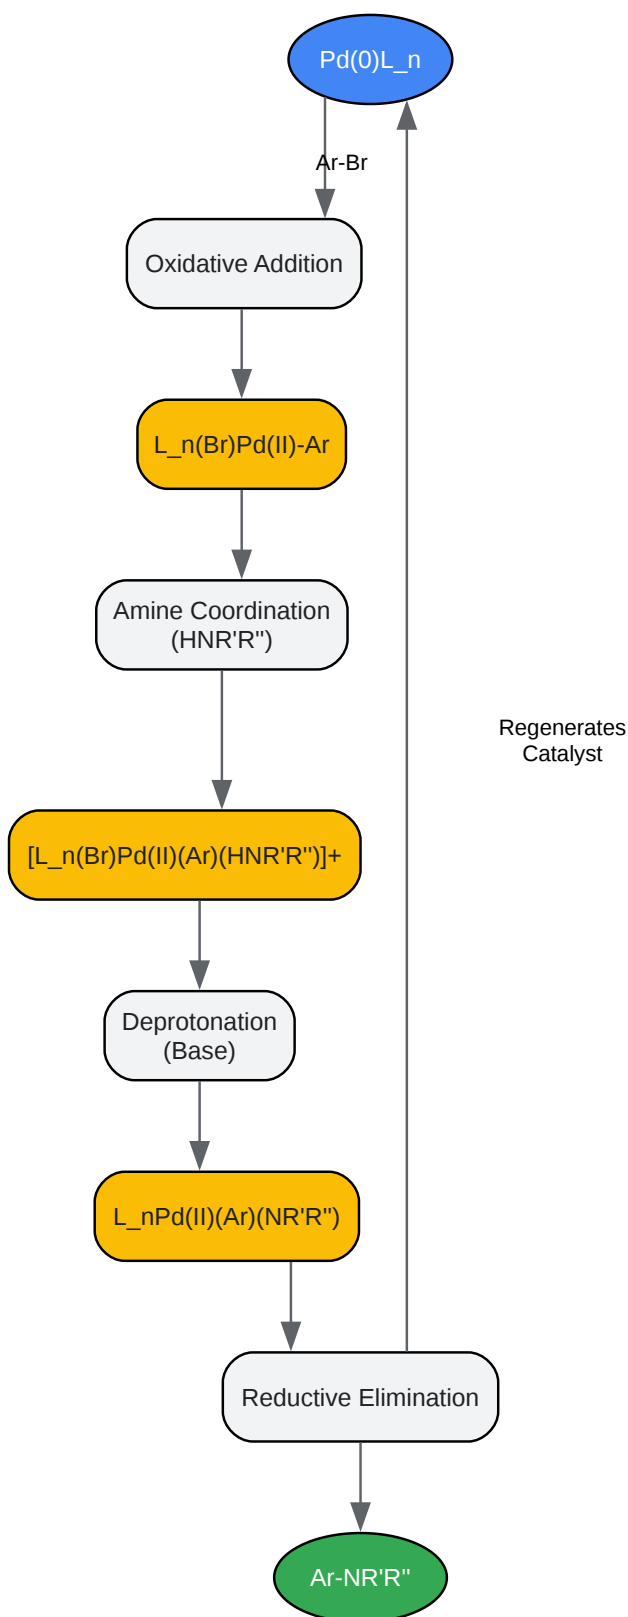 Pd(0)L_n
Ar-Br
Oxidative Addition
L_n(Br)Pd(II)-Ar
Amine Coordination
(HNR'R'')
Regenerates
Catalyst
[L_n(Br)Pd(II)(Ar)(HNR'R'')]+
Deprotonation
(Base)
L_nPd(II)(Ar)(NR'R'')
Reductive Elimination
Ar-NR'R''